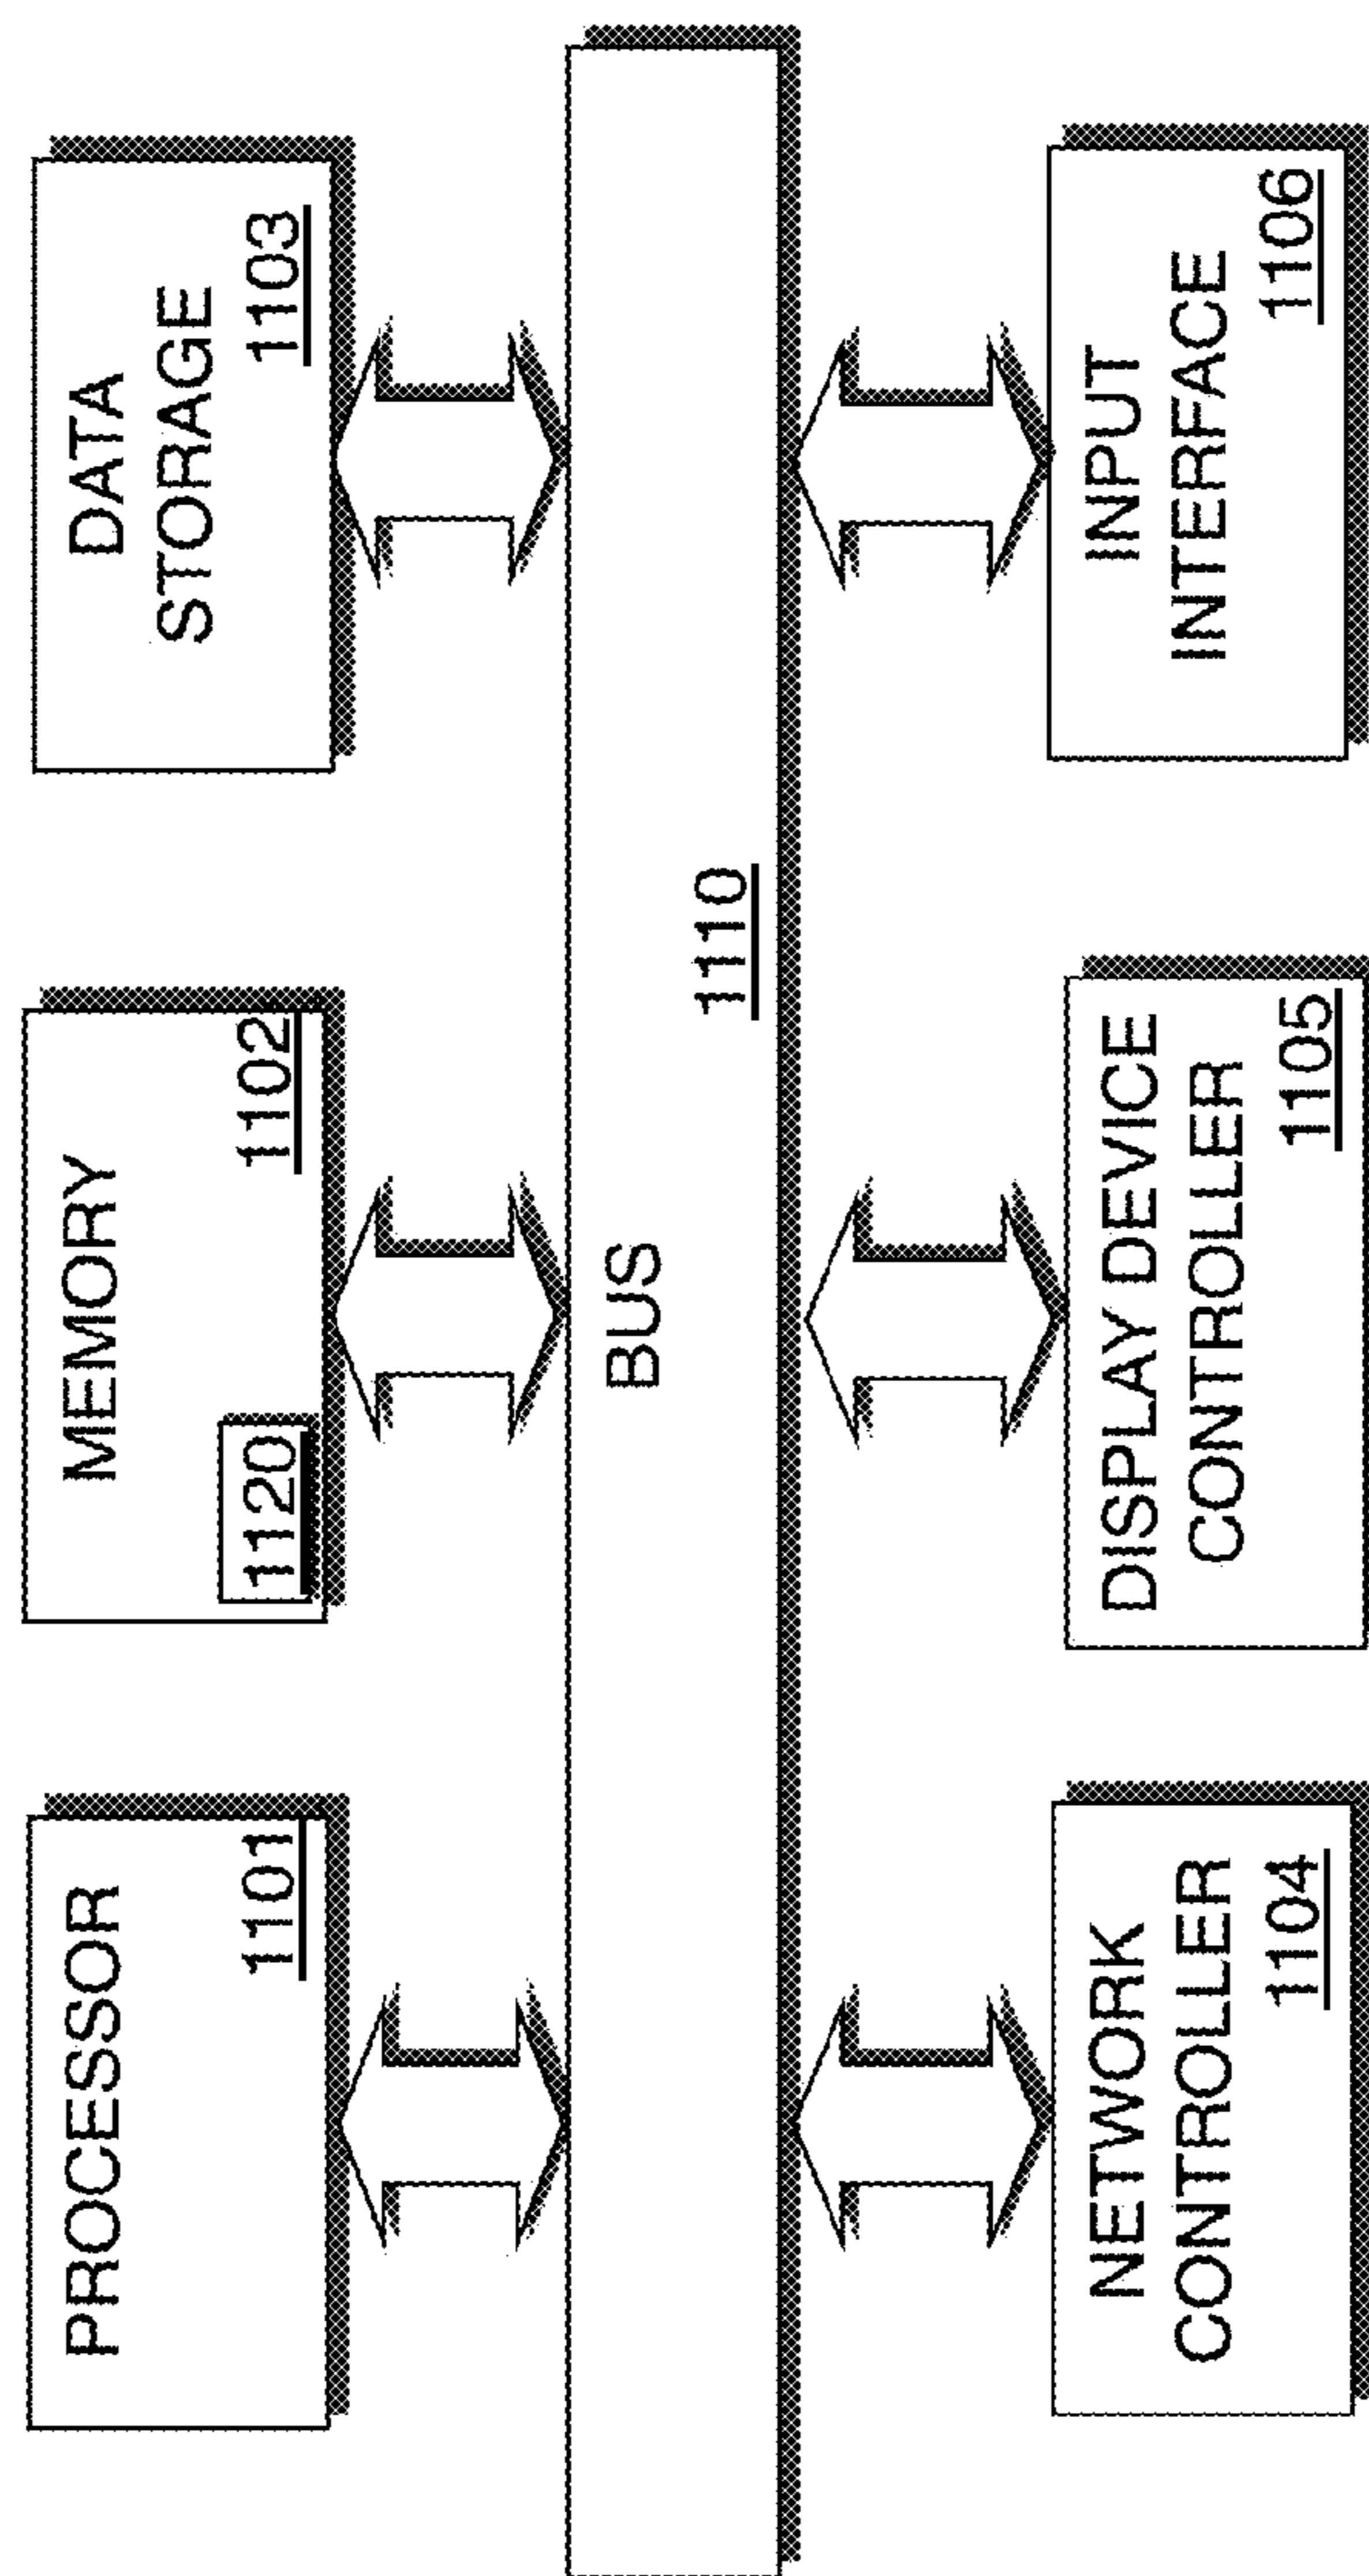 PROCESSOR
1101
MEMORY
1102
1120
DATA
STORAGE
1103
BUS
1110
NETWORK
CONTROLLER
1104
DISPLAY DEVICE
CONTROLLER
1105
INPUT
INTERFACE
1106